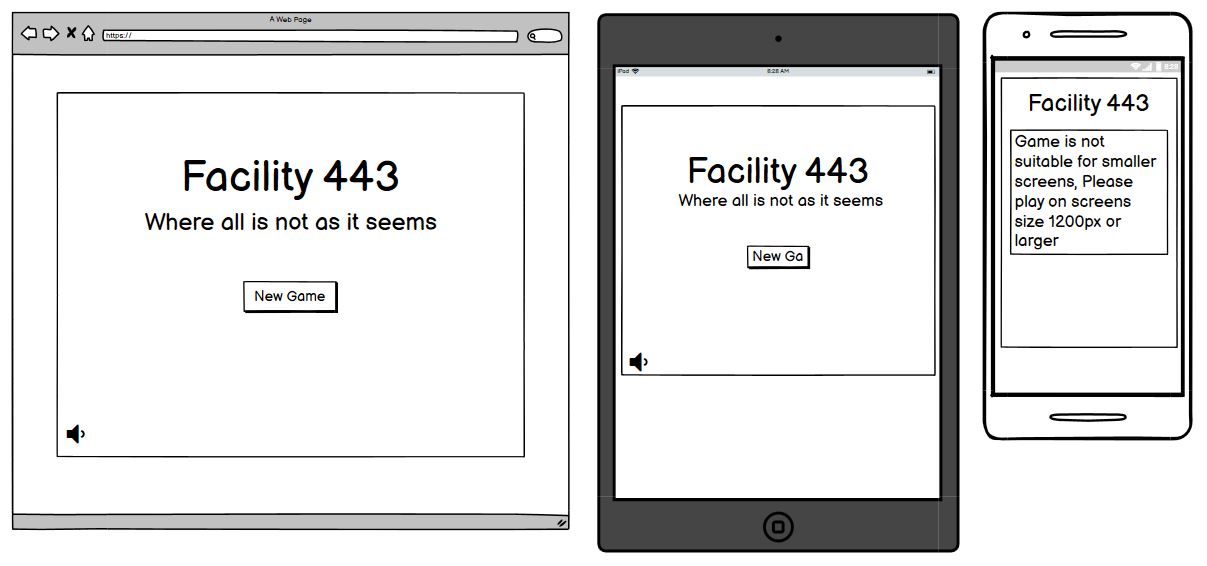 A Web Page
https://
Facility 443
Where all is not as it seems
New Game
iPad
8:28 AM
Facility 443
Where all is not as it seems
New Ga
8:28
Facility 443
Game is not
suitable for smaller
screens, Please
play on screens
size 1200px or
larger